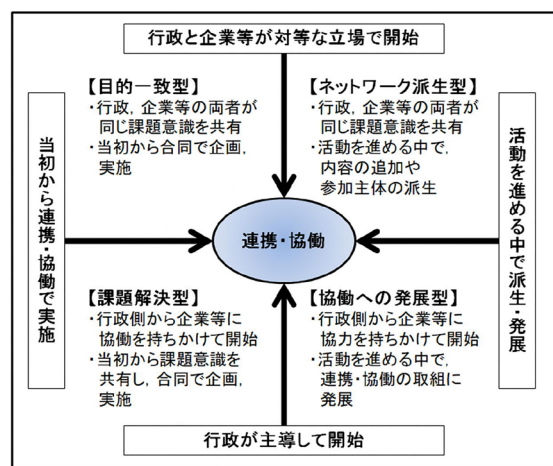 行政と企業等が対等な立場で開始
当初から連携・協働で実施
【目的一致型】
・行政，企業等の両者が
同じ課題意識を共有
・当初から合同で企画，
実施
【ネットワーク派生型】
・行政，企業等の両者が
同じ課題意識を共有
・活動を進める中で，
内容の追加や
参加主体の派生
活動を進める中で派生・発展
連携・協働
【課題解決型】
・行政側から企業等に
協働を持ちかけて開始
・当初から課題意識を
共有し，合同で企画，
実施
【協働への発展型】
・行政側から企業等に
協力を持ちかけて開始
・活動を進める中で，
連携・協働の取組に
発展
行政が主導して開始